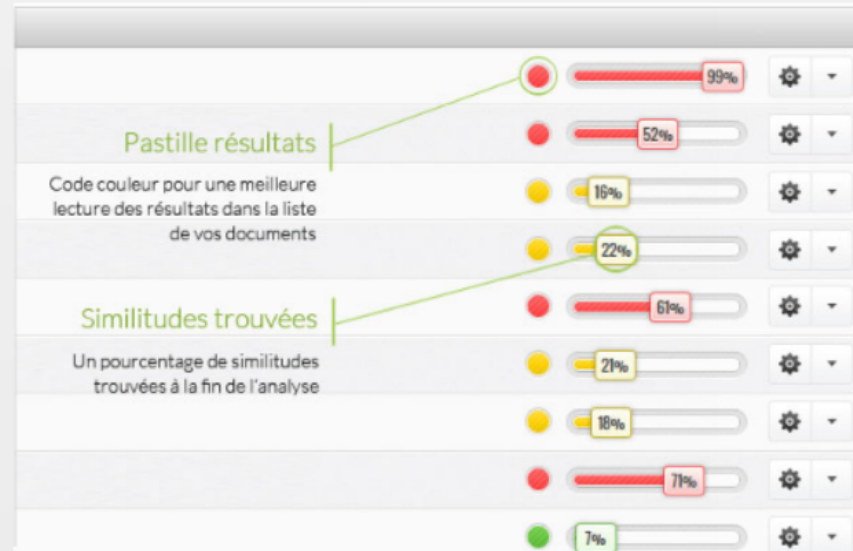 99%
52%
Pastille résultats
Code couleur pour une meilleure
lecture des résultats dans la liste
de vos documents
16%
22%
61%
Similitudes trouvées
Un pourcentage de similitudes
trouvées à la fin de l'analyse
21%
18%
71%
7%